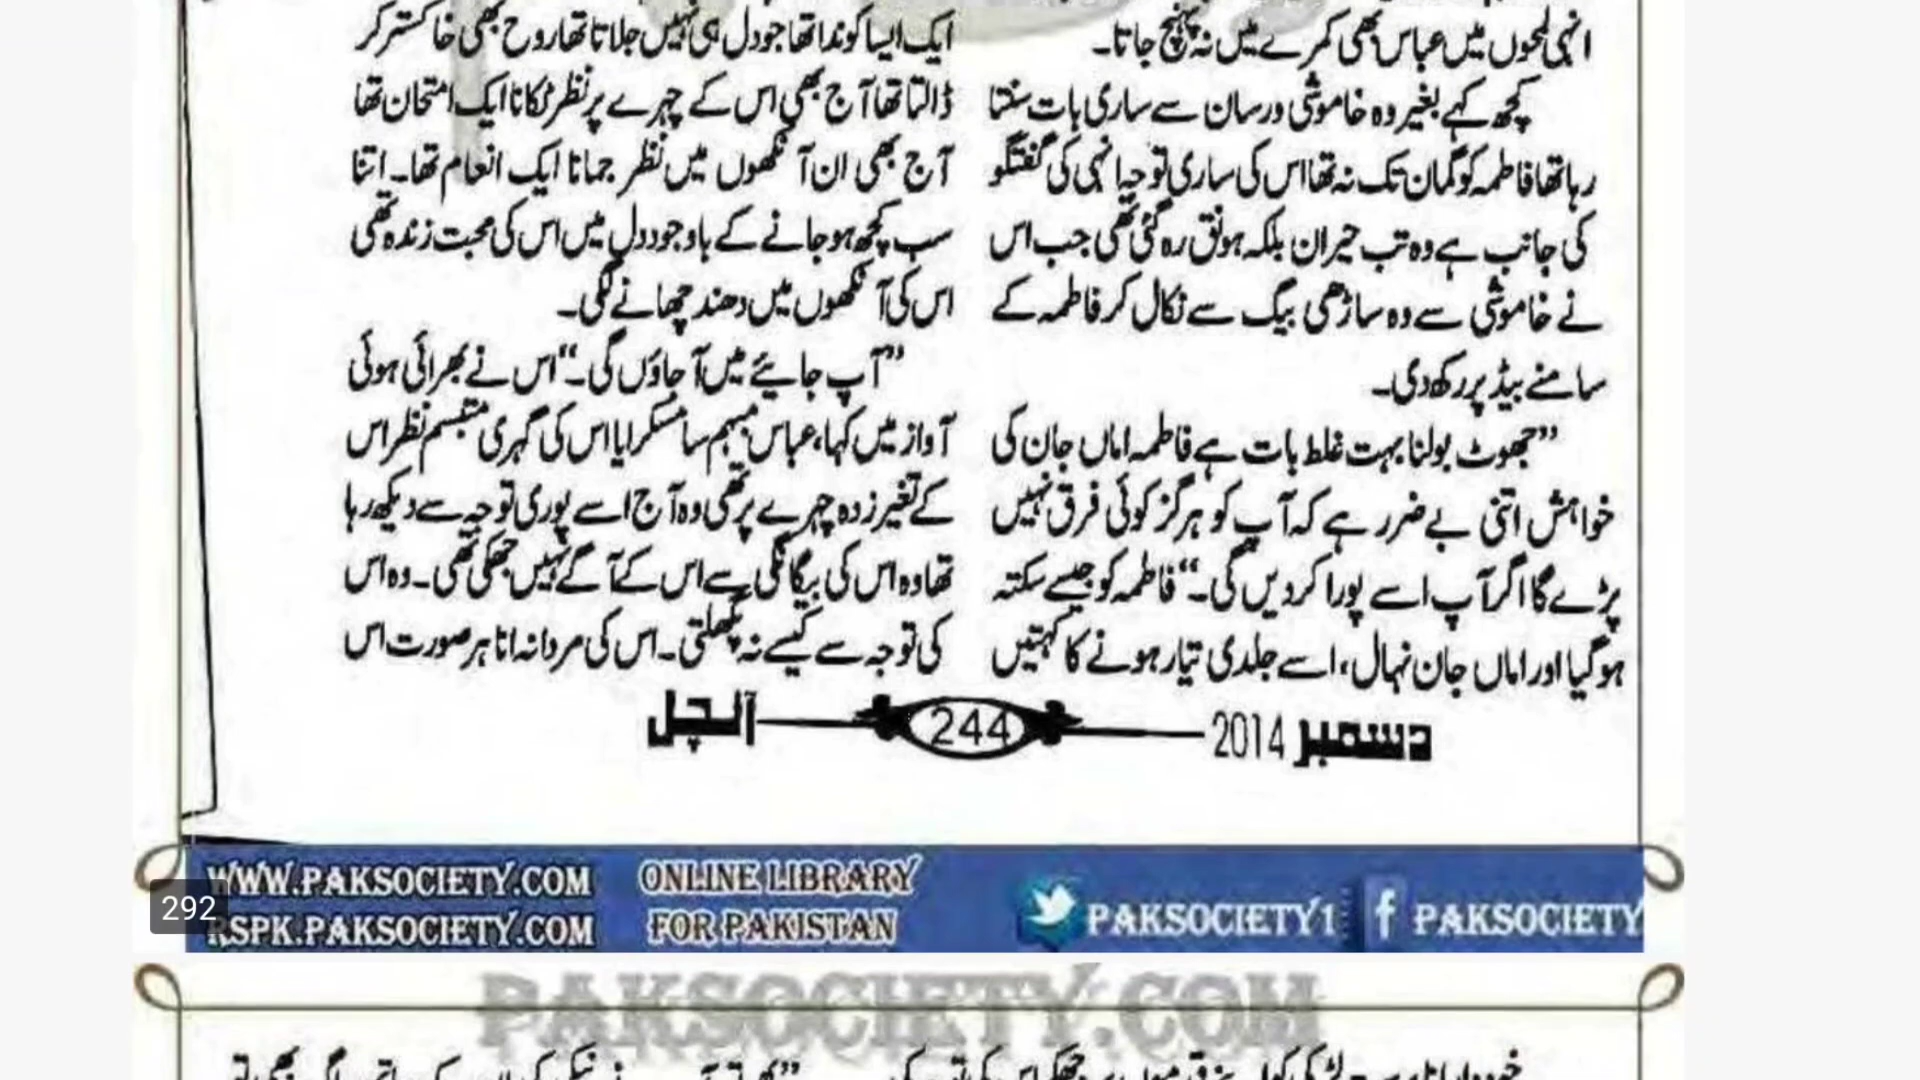 انہی لمحوں میں عباس بھی کمرے میں نہ پہنچ جاتا۔
کچھ کہے بغیر وہ خاموشی ورسان سے ساری بات سنتا
رہا تھا فاطمہ کو گمان تک نہ تھا اس کی ساری توجہ انہی کی گفتگو
کی جانب ہے وہ تب حیران بلکہ ہونق رہ گئی تھی جب اس
نے خاموشی سے وہ ساڑھی بیگ سے نکال کر فاطمہ کے
سامنے بیڈ پر رکھ دی۔
”جھوٹ بولنا بہت غلط بات ہے فاطمہ اماں جان کی
خواہش اتنی بے ضرر ہے کہ آپ کو ہرگز کوئی فرق نہیں
پڑے گا اگر آپ اسے پورا کردیں گی۔“ فاطمہ کو جیسے سکتہ
ہوگیا اور اماں جان نہال، اسے جلدی تیار ہونے کا کہتیں
ایک ایسا کوندا تھا جو دل ہی نہیں جلاتا تھا روح بھی خاکستر کر
ڈالتا تھا آج بھی اس کے چہرے پر نظر ٹکانا ایک امتحان تھا
آج بھی ان آنکھوں میں نظر جمانا ایک انعام تھا۔ اتنا
سب کچھ ہوجانے کے باوجود دل میں اس کی محبت زندہ تھی
اس کی آنکھوں میں دھند چھانے لگی۔
”آپ جائیے میں آجاؤں گی۔“ اس نے بھرائی ہوئی
آواز میں کہا، عباس مبہم سا مسکرایا اس کی گہری متبسم نظر اس
کے تغیر زدہ چہرے پر تھی وہ آج اسے پوری توجہ سے دیکھ رہا
تھا وہ اس کی بیگانگی سے اس کے آگے نہیں جھکی تھی۔ وہ اس
کی توجہ سے کیسے نہ پگھلتی۔ اس کی مردانہ انا ہر صورت اس
دسمبر 2014 244 آنچل
WWW.PAKSOCIETY.COM ONLINE LIBRARY
292
RSPK.PAKSOCIETY.COM FOR PAKISTAN PAKSOCIETY1 f PAKSOCIETY
PAKSOCIETY.COM